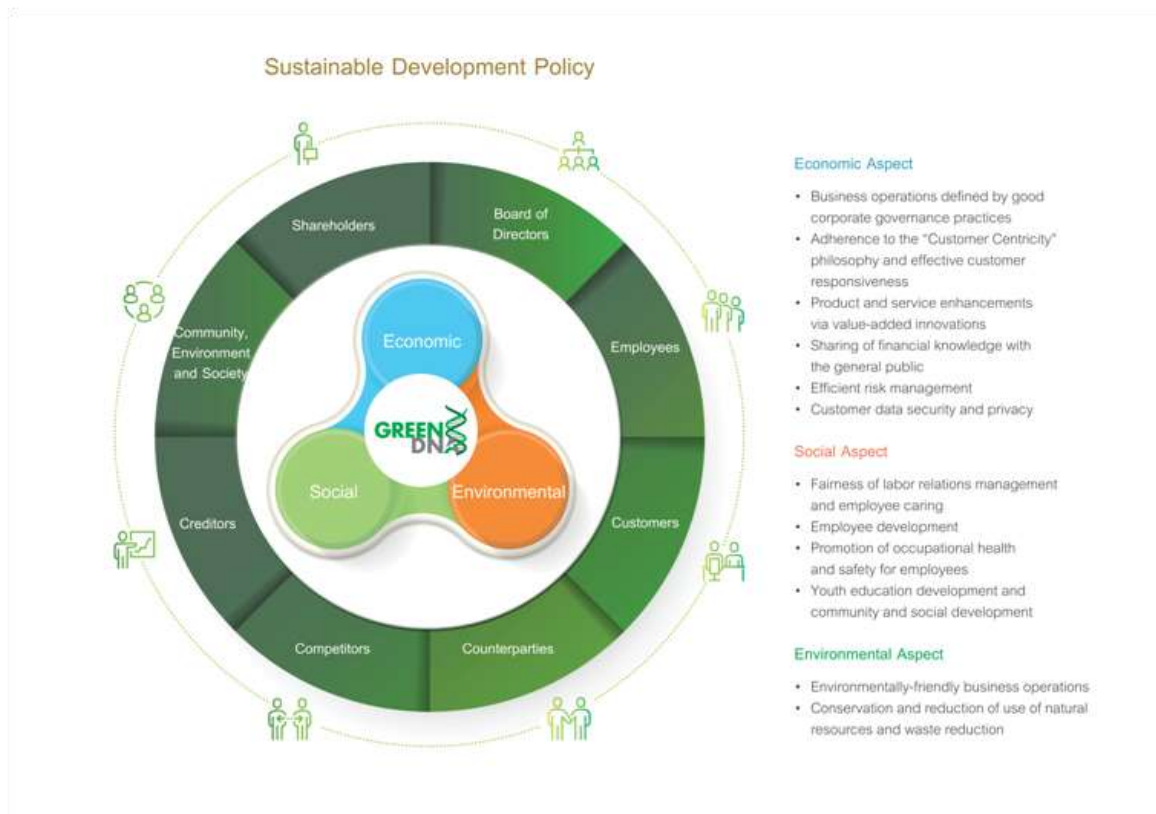 Sustainable Development Policy
Shareholders
Board of
Directors
Community,
Environment
and Society
Employees
Economic
GREEN
DNA
Social
Environmental
Creditors
Customers
Competitors
Counterparties
Economic Aspect
• Business operations defined by good
corporate governance practices
• Adherence to the “Customer Centricity”
philosophy and effective customer
responsiveness
• Product and service enhancements
via value-added innovations
• Sharing of financial knowledge with
the general public
• Efficient risk management
• Customer data security and privacy
Social Aspect
• Fairness of labor relations management
and employee caring
• Employee development
• Promotion of occupational health
and safety for employees
• Youth education development and
community and social development
Environmental Aspect
• Environmentally-friendly business operations
• Conservation and reduction of use of natural
resources and waste reduction